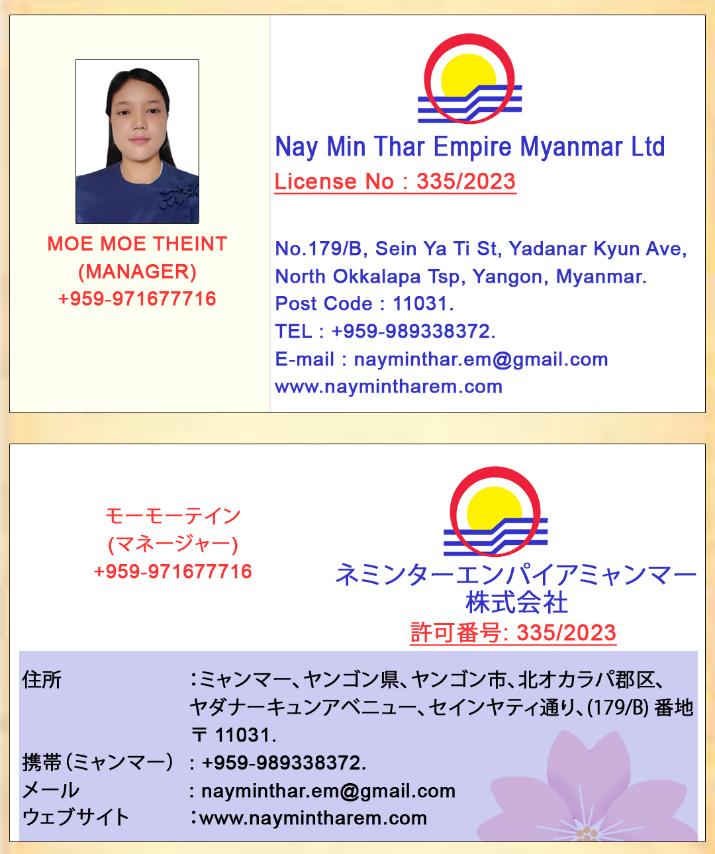 MOE MOE THEINT
(MANAGER)
+959-971677716
Nay Min Thar Empire Myanmar Ltd
License No : 335/2023
No.179/B, Sein Ya Ti St, Yadanar Kyun Ave,
North Okkalapa Tsp, Yangon, Myanmar.
Post Code : 11031.
TEL : +959-989338372.
E-mail : nayminthar.em@gmail.com
www.naymintharem.com
モーモーテイン
(マネージャー)
+959-971677716
ネミンターエンパイアミャンマー
株式会社
許可番号: 335/2023
住所 :ミャンマー、ヤンゴン県、ヤンゴン市、北オカラパ郡区、
ヤダナーキュンアベニュー、セインヤティ通り、(179/B) 番地
〒 11031.
携帯（ミャンマー） : +959-989338372.
メール : nayminthar.em@gmail.com
ウェブサイト :www.naymintharem.com